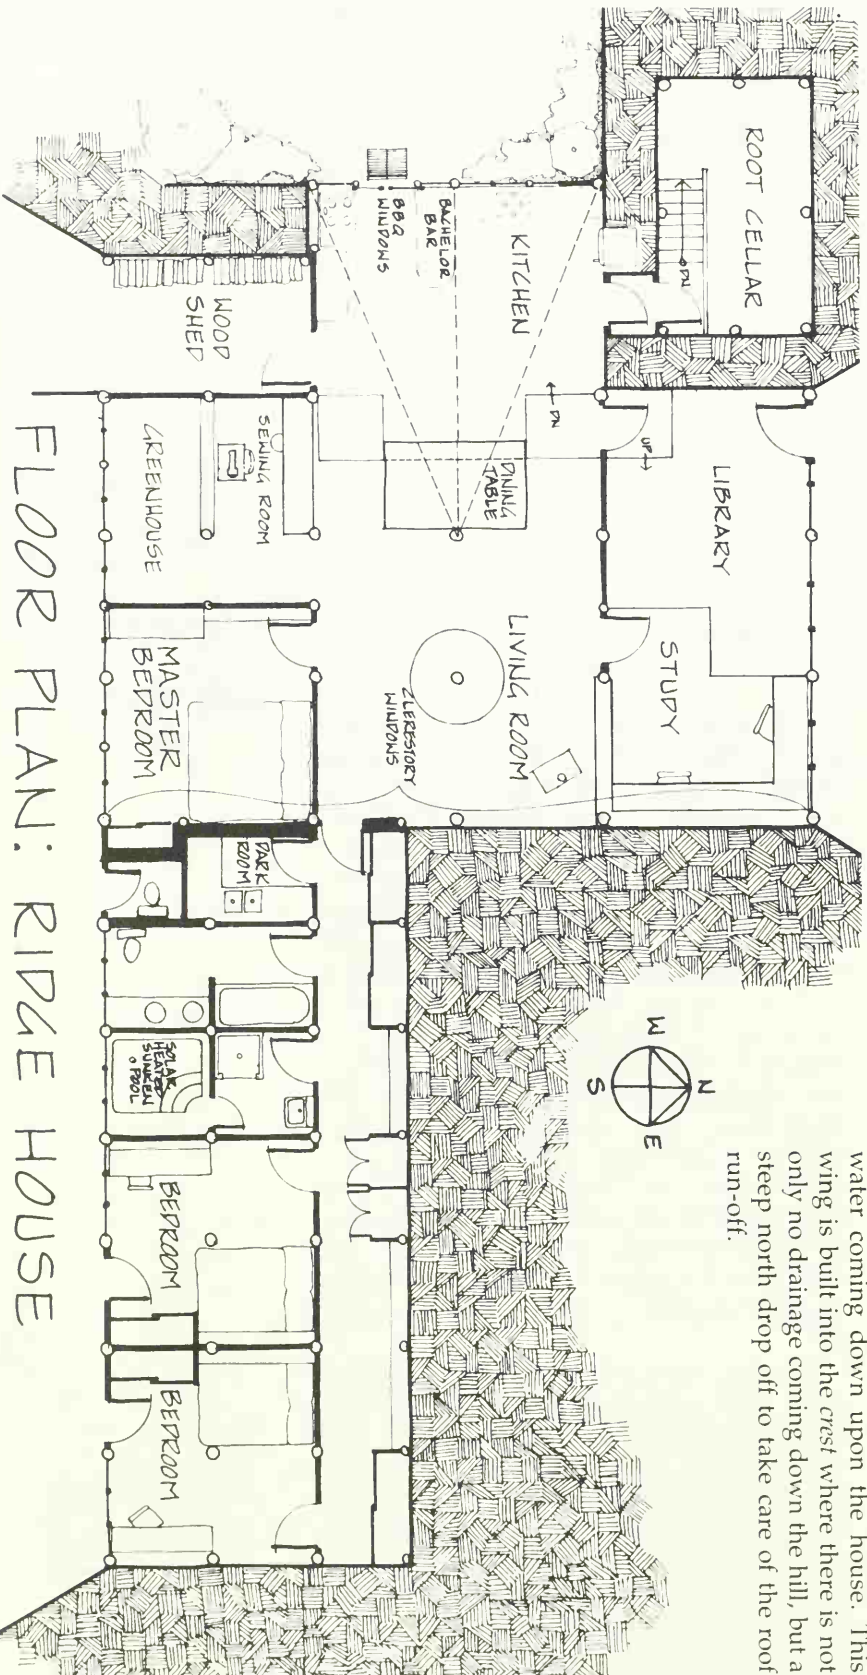 water coming down upon the house. This
wing is built into the crest where there is not
only no drainage coming down the hill, but a
steep north drop off to take care of the roof
run-off.
N
W
E
S
ROOT CELLAR
DN
LIBRARY
UP
STUDY
KITCHEN
DN
BACHELOR
BAR
BBQ
WINDOWS
DINING
TABLE
LIVING ROOM
CLERESTORY
WINDOWS
WOOD
SHED
SEWING ROOM
GREENHOUSE
MASTER
BEDROOM
DARK
ROOM
SOLAR
HEATED
SUNKEN
POOL
BEDROOM
BEDROOM
FLOOR PLAN: RIDGE HOUSE